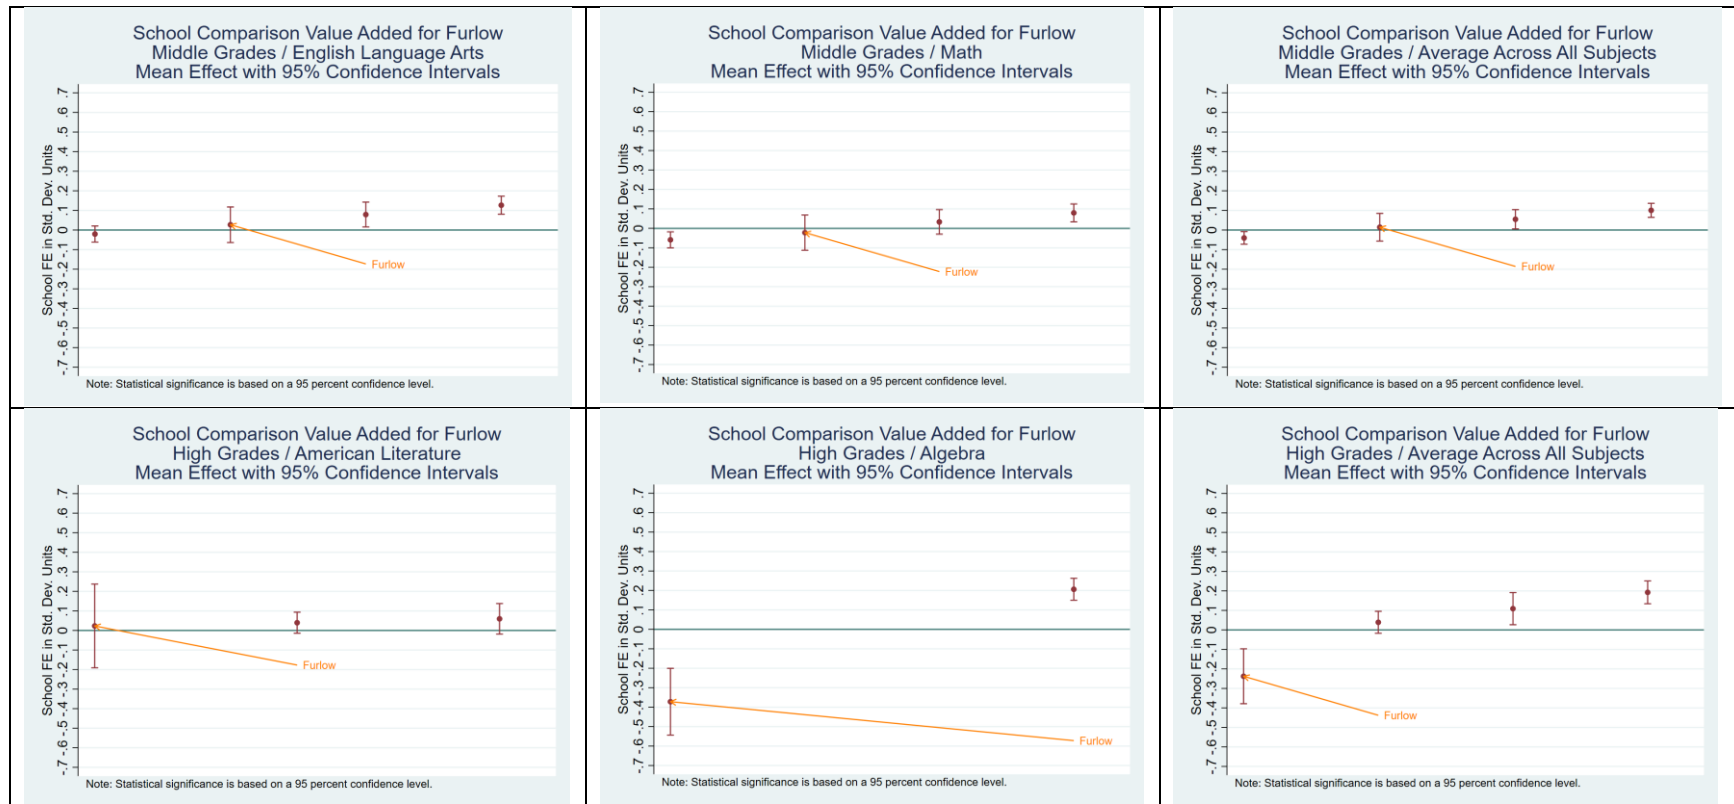 School Comparison Value Added for Furlow
Middle Grades / English Language Arts
Mean Effect with 95% Confidence Intervals
School FE in Std. Dev. Units
.7
.6
.5
.4
.3
.2
.1
0
-.1
-.2
-.3
-.4
-.5
-.6
-.7
Furlow
Note: Statistical significance is based on a 95 percent confidence level.
School Comparison Value Added for Furlow
Middle Grades / Math
Mean Effect with 95% Confidence Intervals
School FE in Std. Dev. Units
.7
.6
.5
.4
.3
.2
.1
0
-.1
-.2
-.3
-.4
-.5
-.6
-.7
Furlow
Note: Statistical significance is based on a 95 percent confidence level.
School Comparison Value Added for Furlow
Middle Grades / Average Across All Subjects
Mean Effect with 95% Confidence Intervals
School FE in Std. Dev. Units
.7
.6
.5
.4
.3
.2
.1
0
-.1
-.2
-.3
-.4
-.5
-.6
-.7
Furlow
Note: Statistical significance is based on a 95 percent confidence level.
School Comparison Value Added for Furlow
High Grades / American Literature
Mean Effect with 95% Confidence Intervals
School FE in Std. Dev. Units
.7
.6
.5
.4
.3
.2
.1
0
-.1
-.2
-.3
-.4
-.5
-.6
-.7
Furlow
Note: Statistical significance is based on a 95 percent confidence level.
School Comparison Value Added for Furlow
High Grades / Algebra
Mean Effect with 95% Confidence Intervals
School FE in Std. Dev. Units
.7
.6
.5
.4
.3
.2
.1
0
-.1
-.2
-.3
-.4
-.5
-.6
-.7
Furlow
Note: Statistical significance is based on a 95 percent confidence level.
School Comparison Value Added for Furlow
High Grades / Average Across All Subjects
Mean Effect with 95% Confidence Intervals
School FE in Std. Dev. Units
.7
.6
.5
.4
.3
.2
.1
0
-.1
-.2
-.3
-.4
-.5
-.6
-.7
Furlow
Note: Statistical significance is based on a 95 percent confidence level.